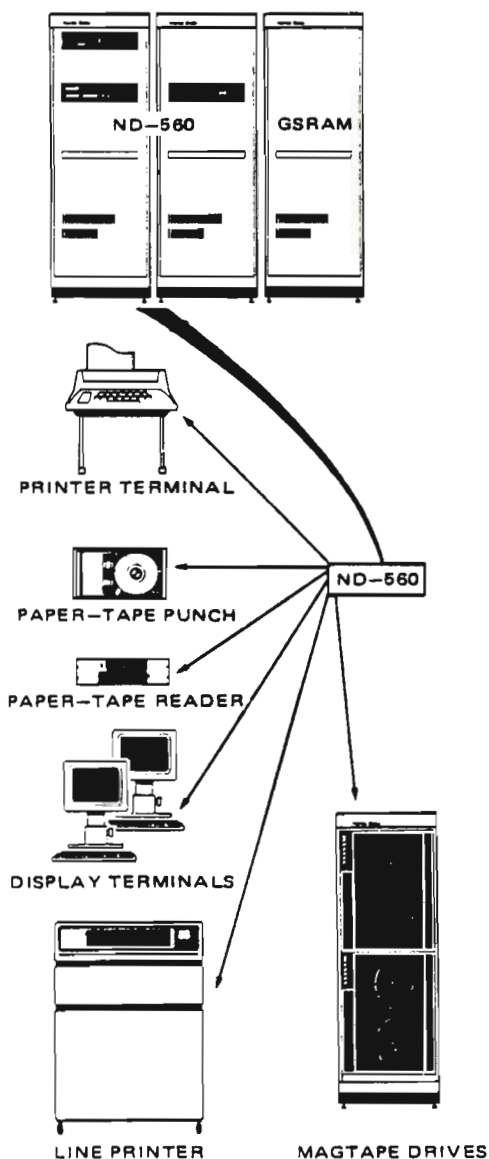 ND–560 GSRAM
PRINTER TERMINAL
ND–560
PAPER–TAPE PUNCH
PAPER–TAPE READER
DISPLAY TERMINALS
LINE PRINTER MAGTAPE DRIVES